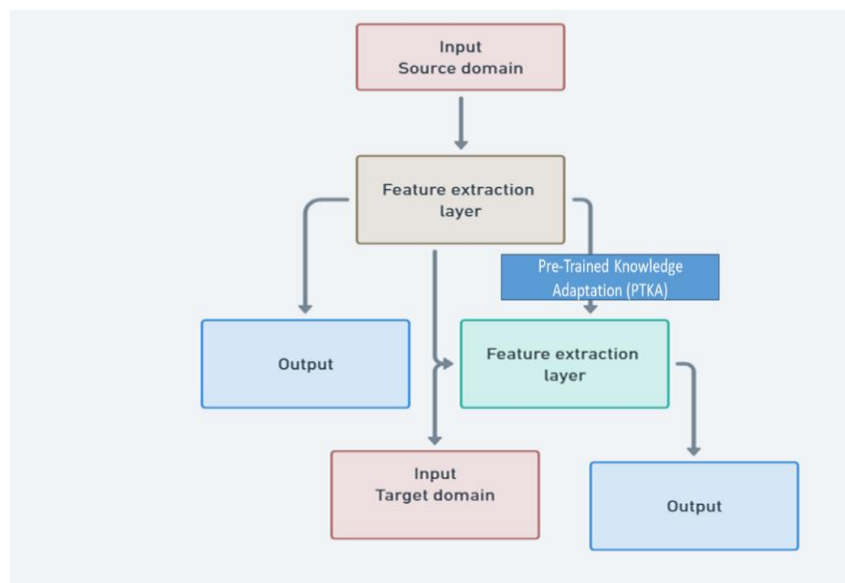 Input
Source domain
Feature extraction
layer
Pre-Trained Knowledge
Adaptation (PTKA)
Output
Feature extraction
layer
Input
Target domain
Output